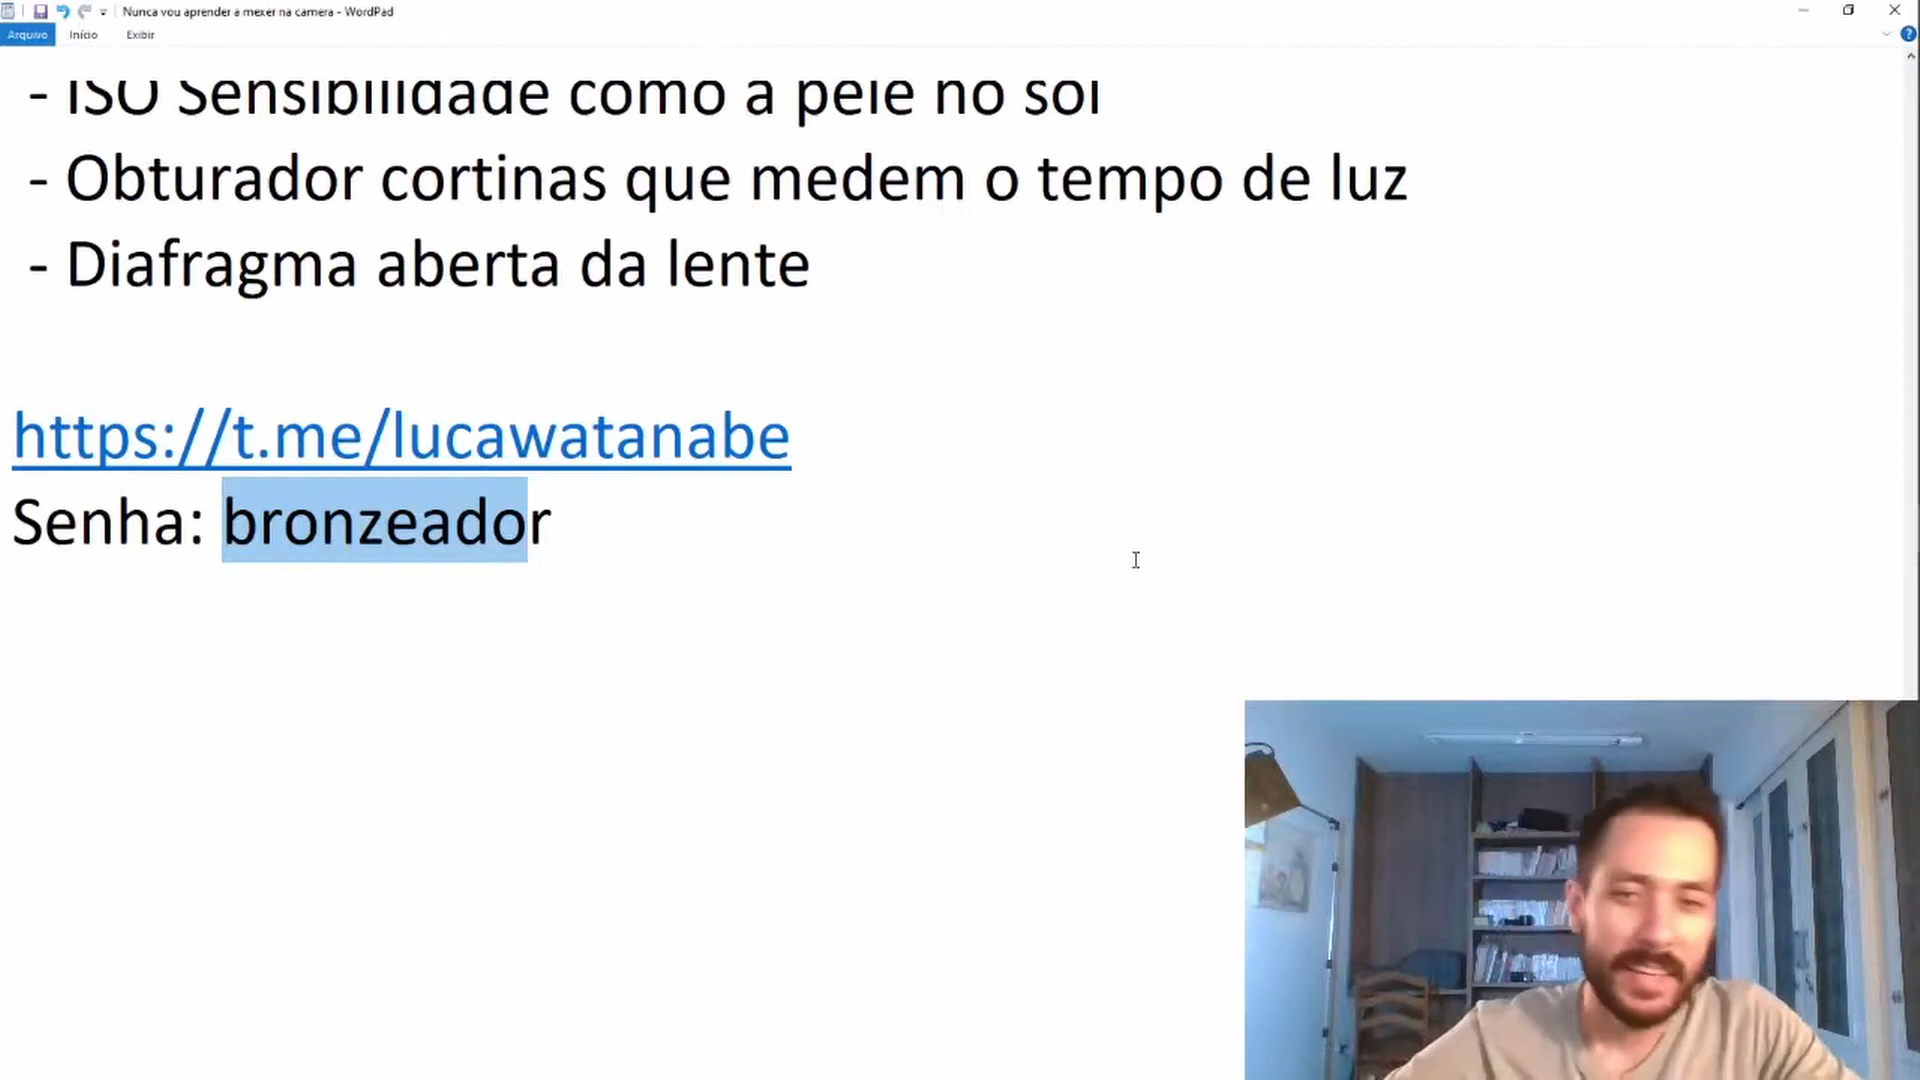 Nunca vou aprender a mexer na camera - WordPad
Arquivo Início Exibir
- ISO Sensibilidade como a pele no sol
- Obturador cortinas que medem o tempo de luz
- Diafragma aberta da lente
https://t.me/lucawatanabe
Senha: bronzeador